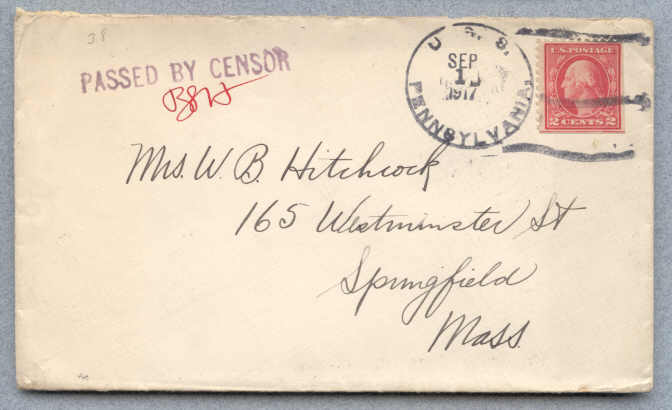 38
PASSED BY CENSOR
U. S. S.
SEP
1917
PENNSYLVANIA
U.S. POSTAGE
2 CENTS 2
Mrs. W. B. Hitchcock
165 Westminster St
Springfield
Mass.